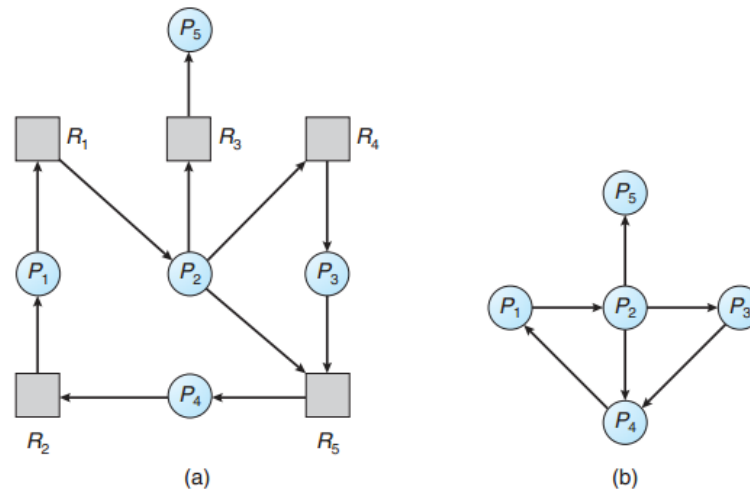 P₅
R₁ R₃ R₄
P₁ P₂ P₃
P₄
R₂ R₅
(a)
P₅
P₁ P₂ P₃
P₄
(b)